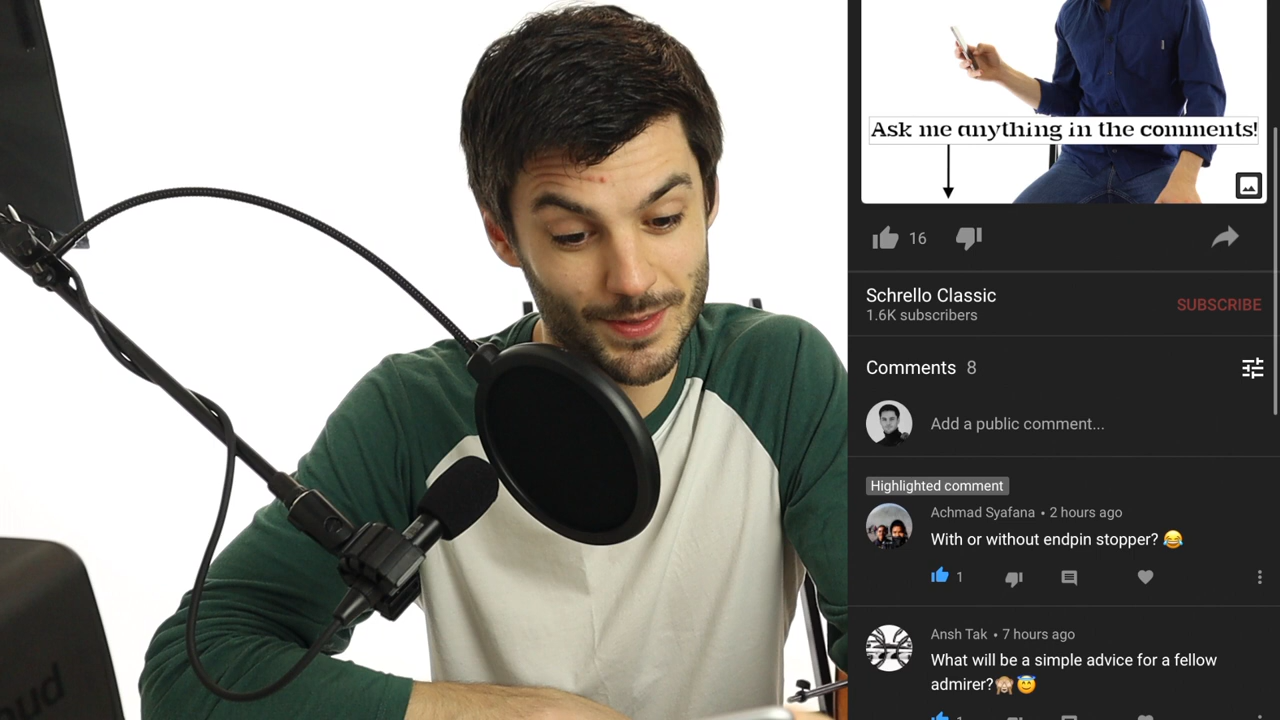 Ask me anything in the comments!
16
Schrello Classic
SUBSCRIBE
1.6K subscribers
Comments 8
Add a public comment...
Highlighted comment
Achmad Syafana • 2 hours ago
With or without endpin stopper? 😂
1
Ansh Tak • 7 hours ago
What will be a simple advice for a fellow
admirer?🙈😇